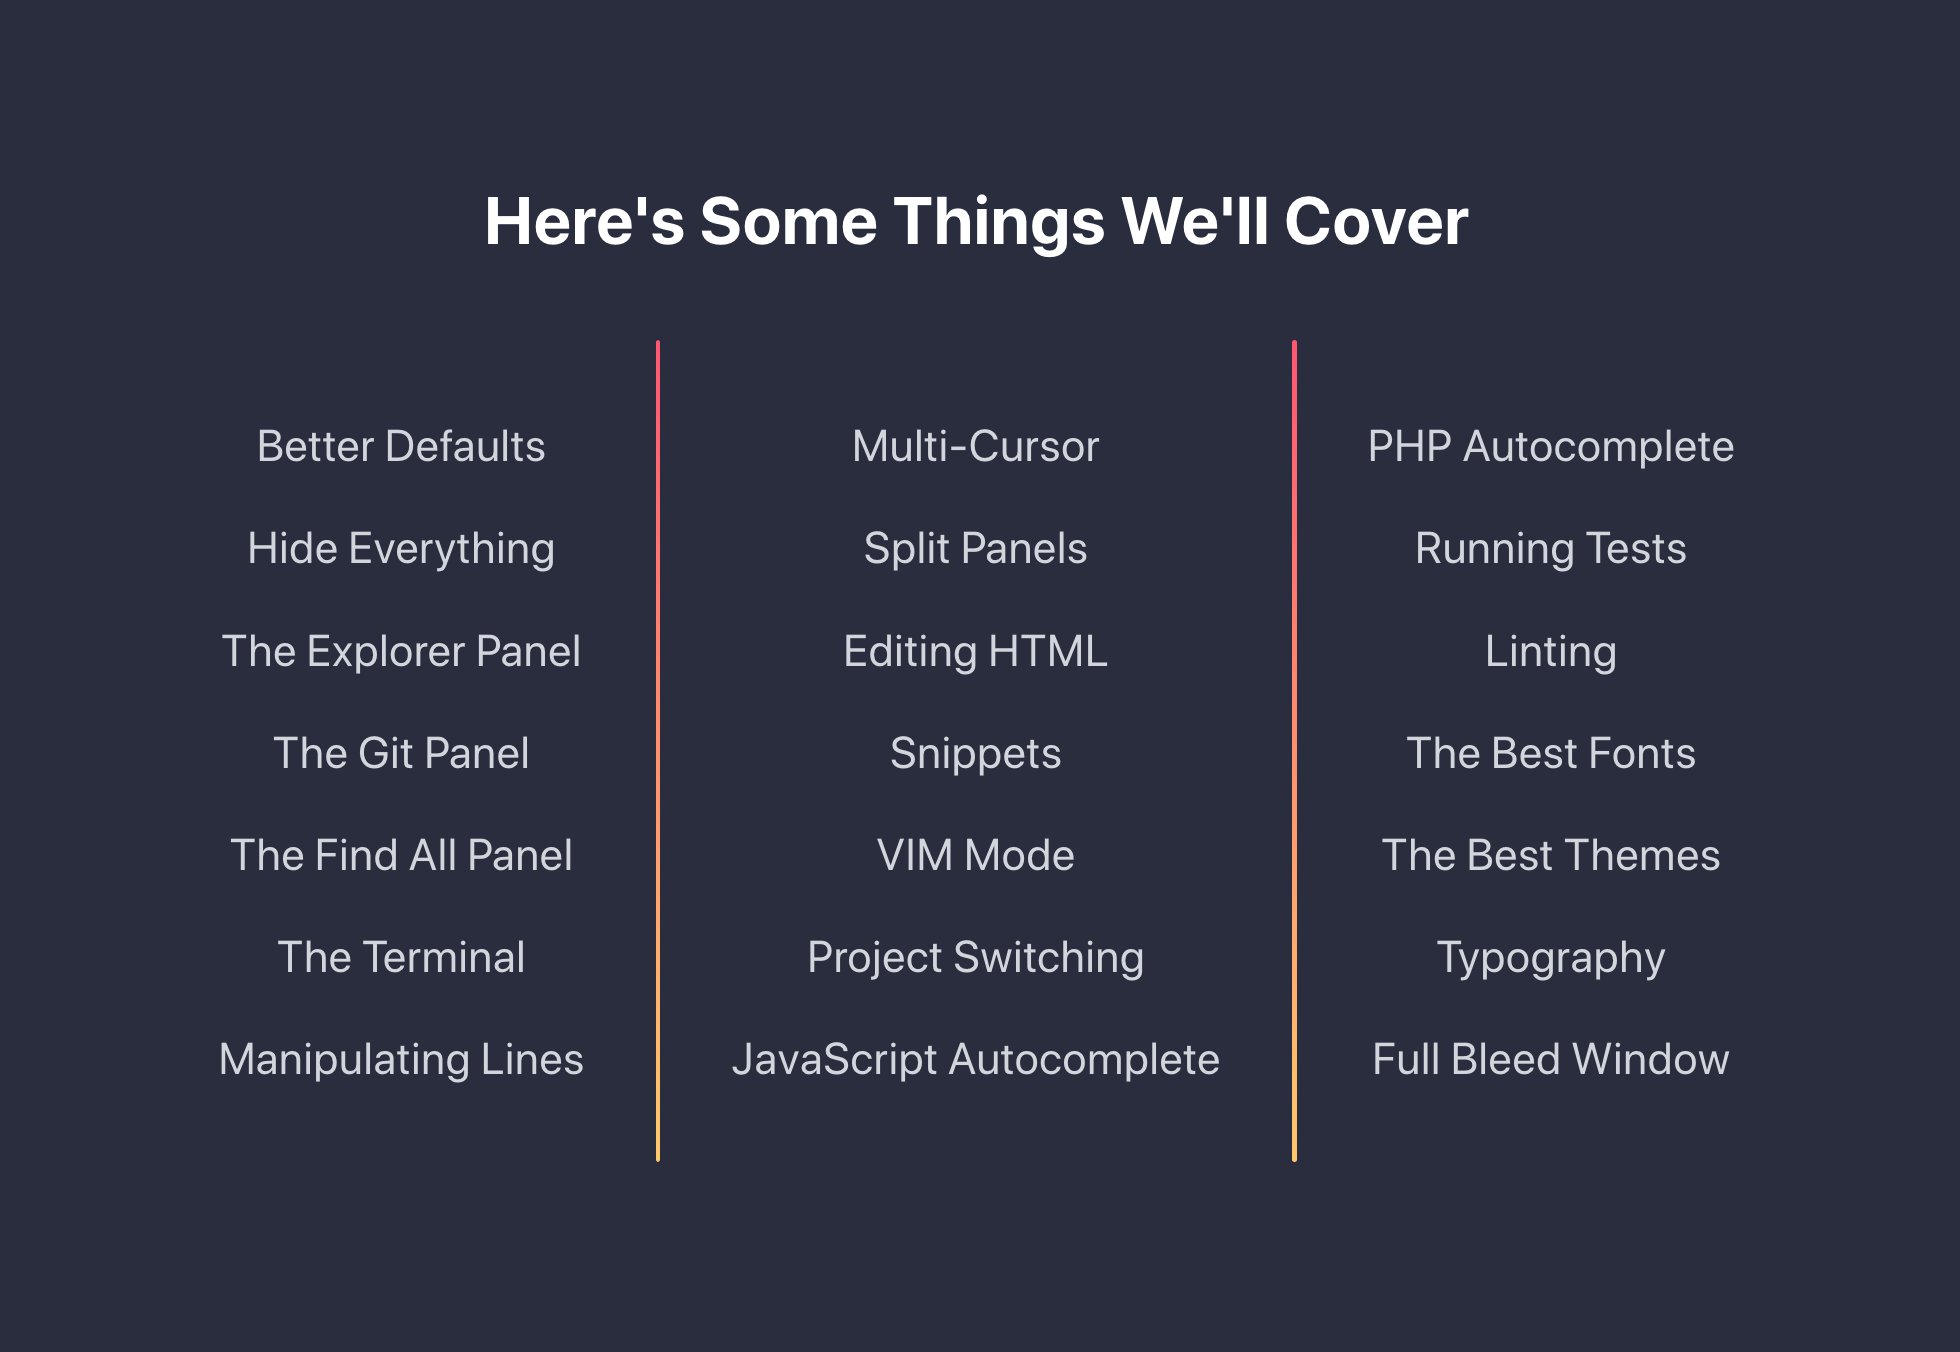 Here's Some Things We'll Cover
Better Defaults
Hide Everything
The Explorer Panel
The Git Panel
The Find All Panel
The Terminal
Manipulating Lines
Multi-Cursor
Split Panels
Editing HTML
Snippets
VIM Mode
Project Switching
JavaScript Autocomplete
PHP Autocomplete
Running Tests
Linting
The Best Fonts
The Best Themes
Typography
Full Bleed Window